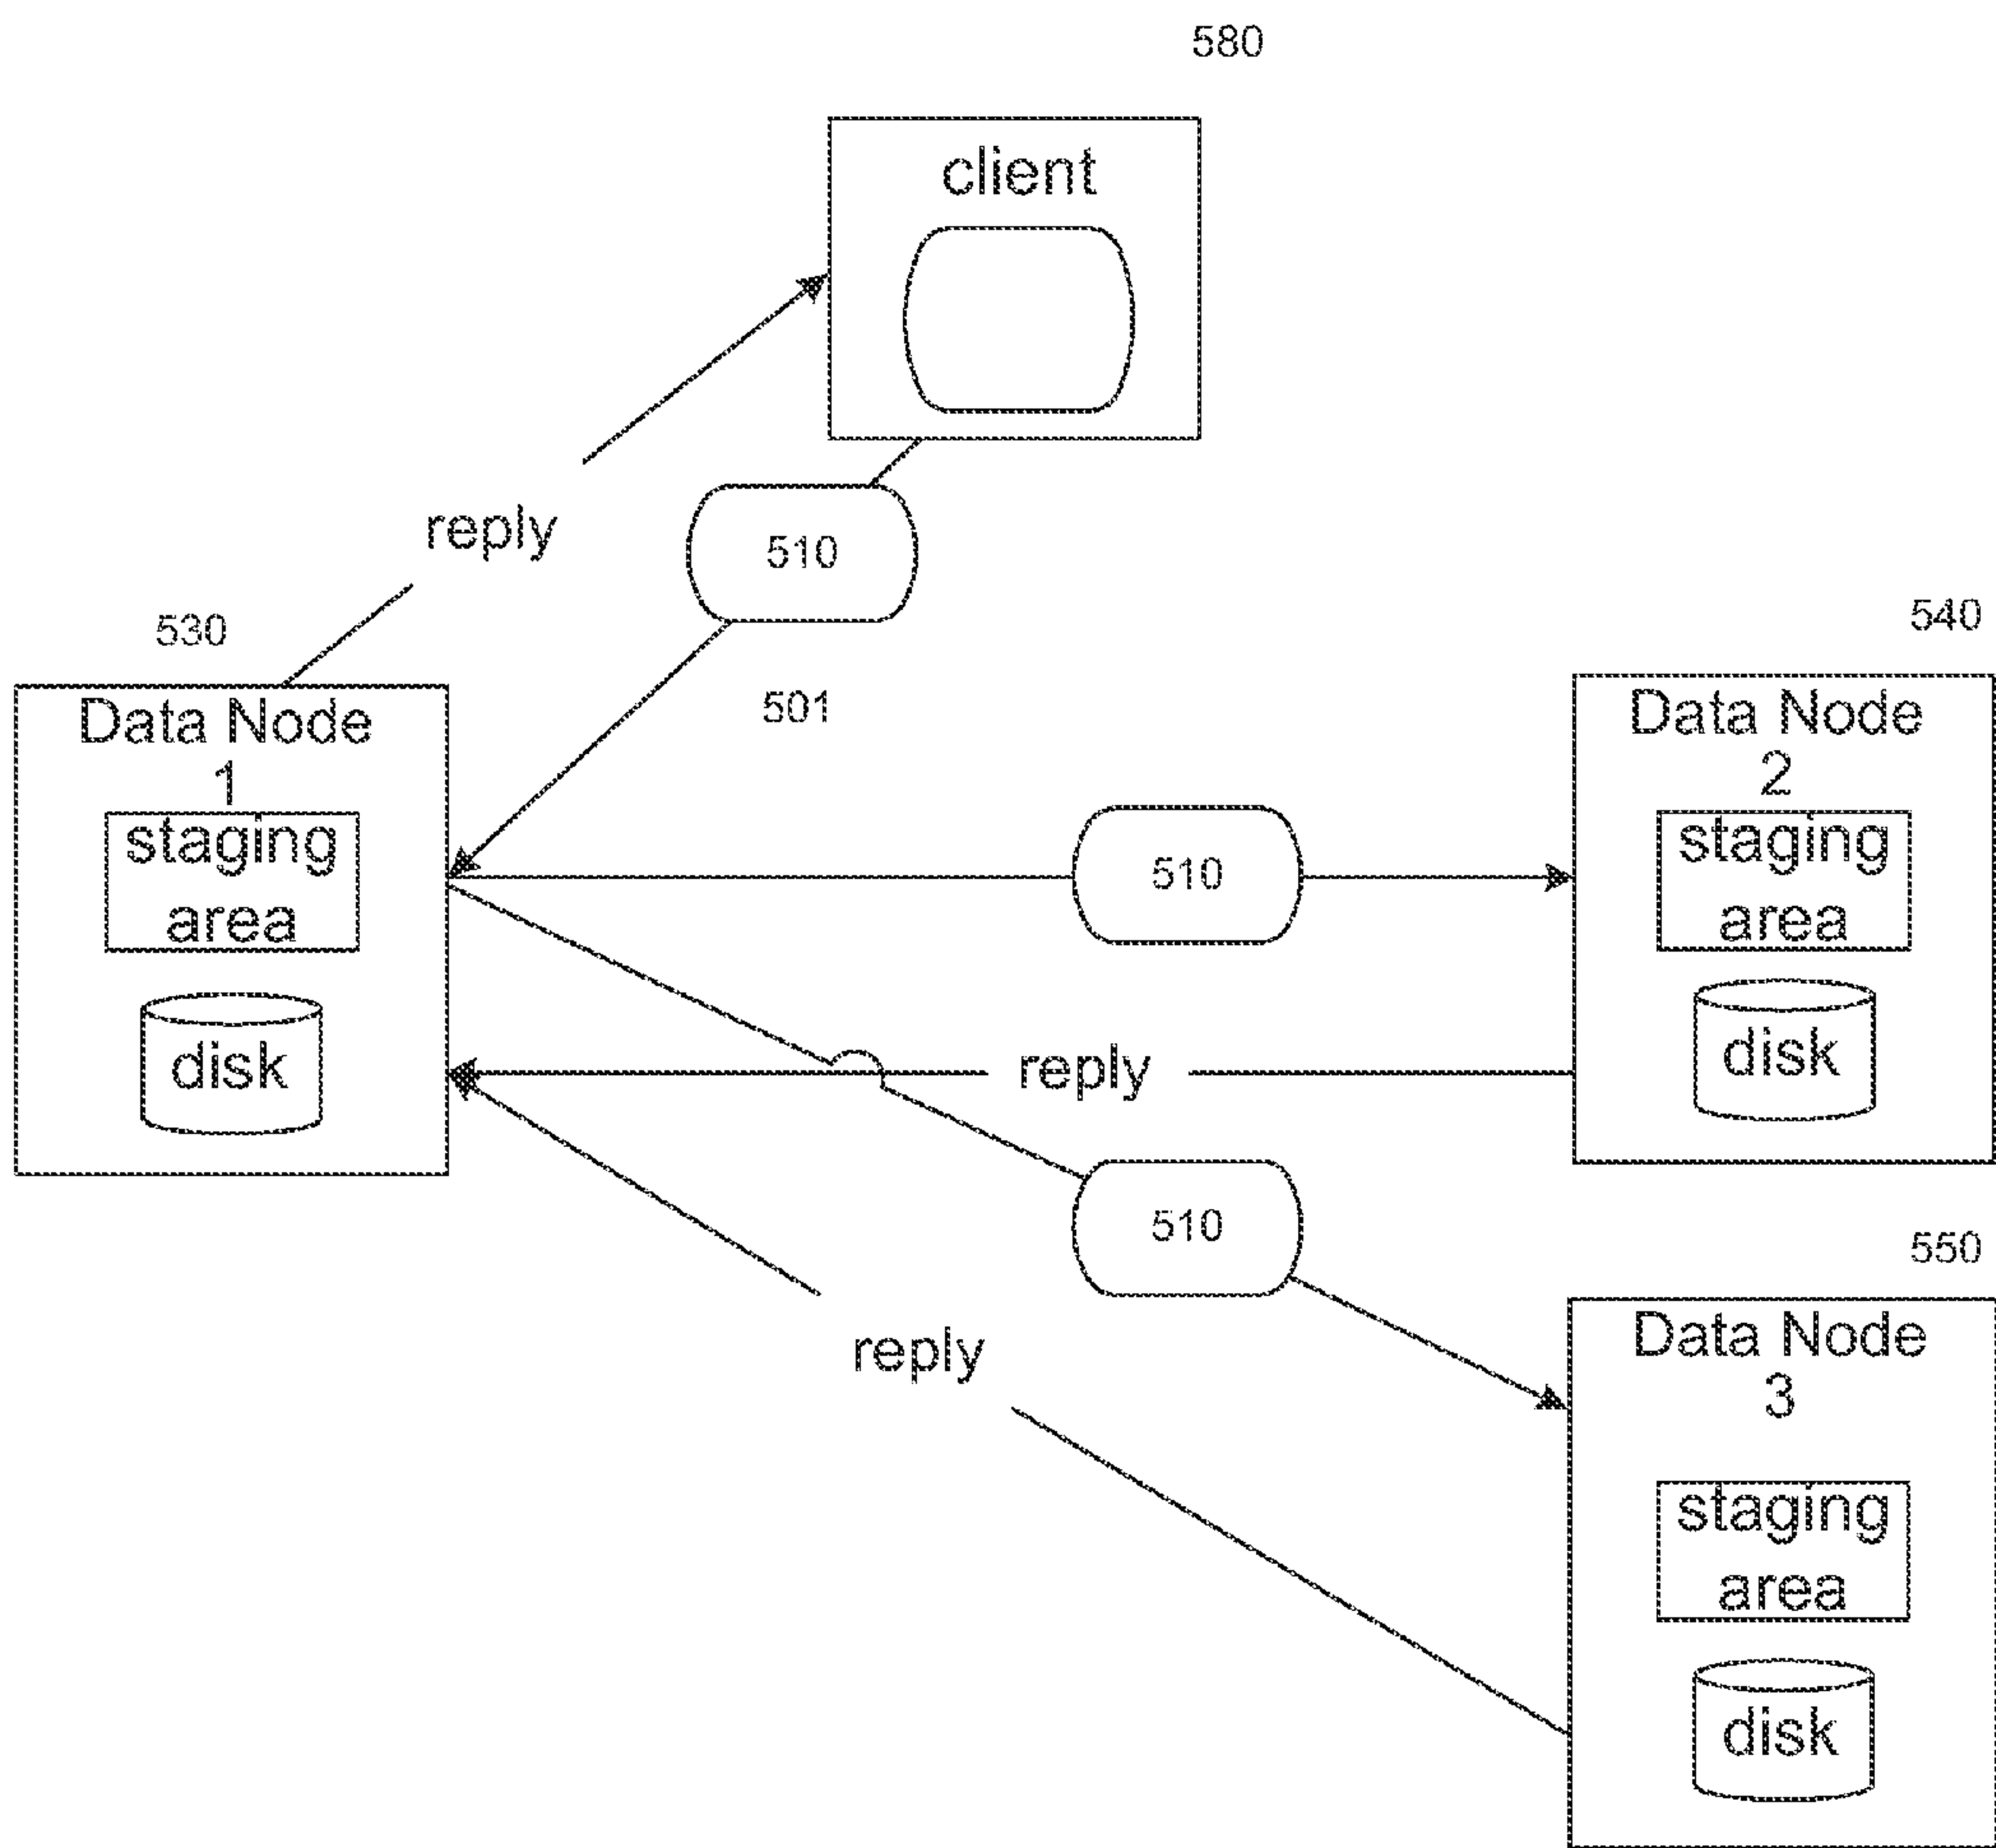 580
client
reply
510
530
540
501
Data Node
1
staging
area
disk
Data Node
2
staging
area
disk
510
reply
510
550
reply
Data Node
3
staging
area
disk